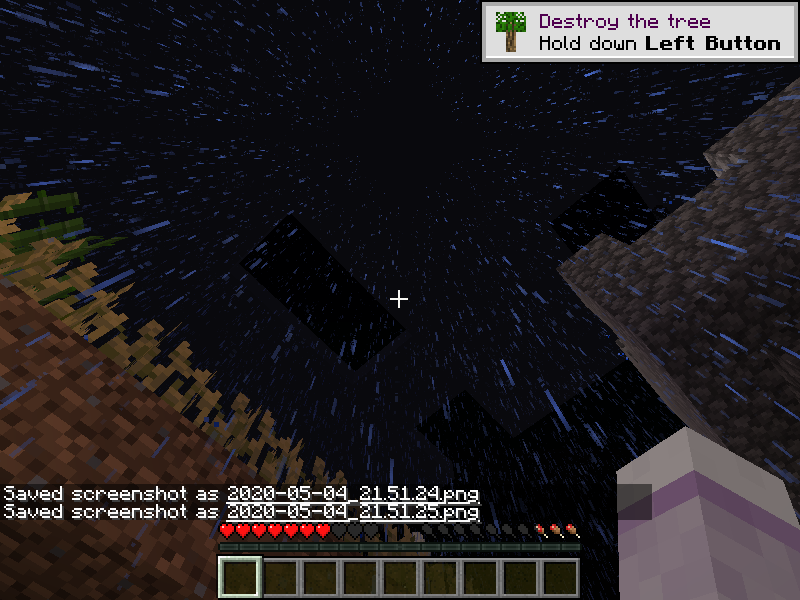 Destroy the tree
Hold down Left Button
Saved screenshot as 2020-05-04_21.51.24.png
Saved screenshot as 2020-05-04_21.51.25.png